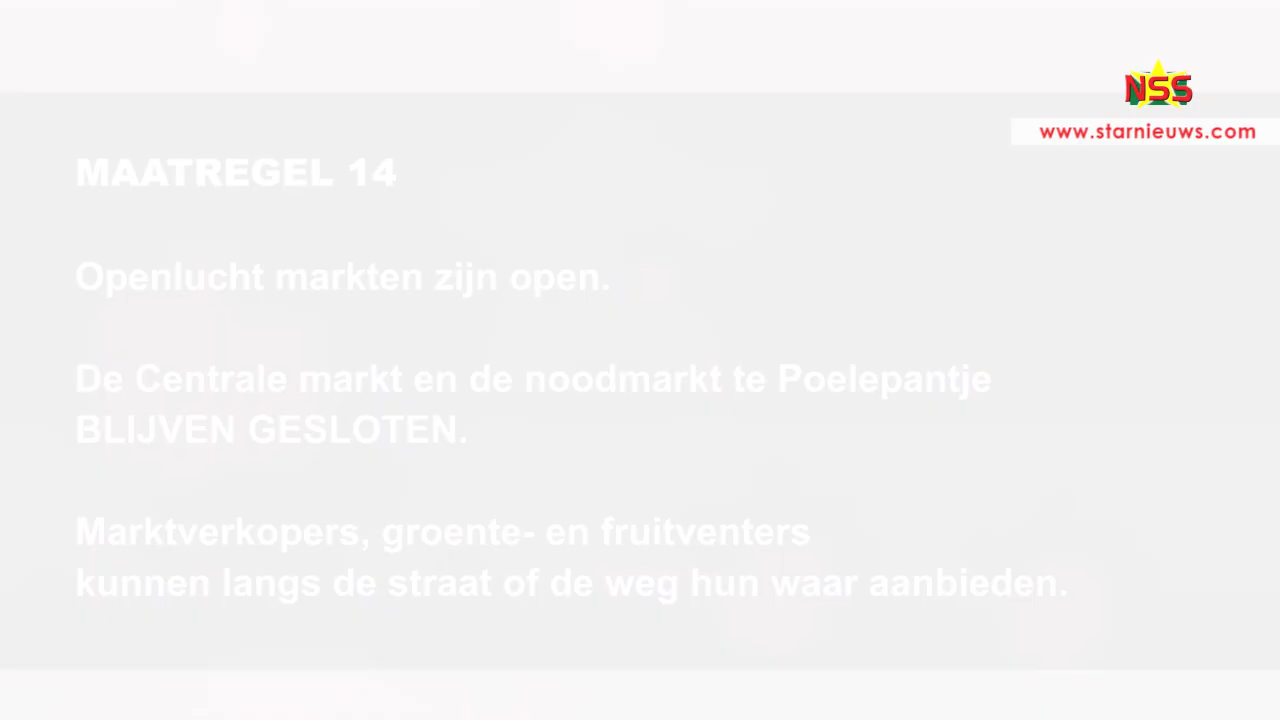 NSS
www.starnieuws.com
MAATREGEL 14
Openlucht markten zijn open.
De Centrale markt en de noodmarkt te Poelepantje
BLIJVEN GESLOTEN.
Marktverkopers, groente- en fruitventers
kunnen langs de straat of de weg hun waar aanbieden.